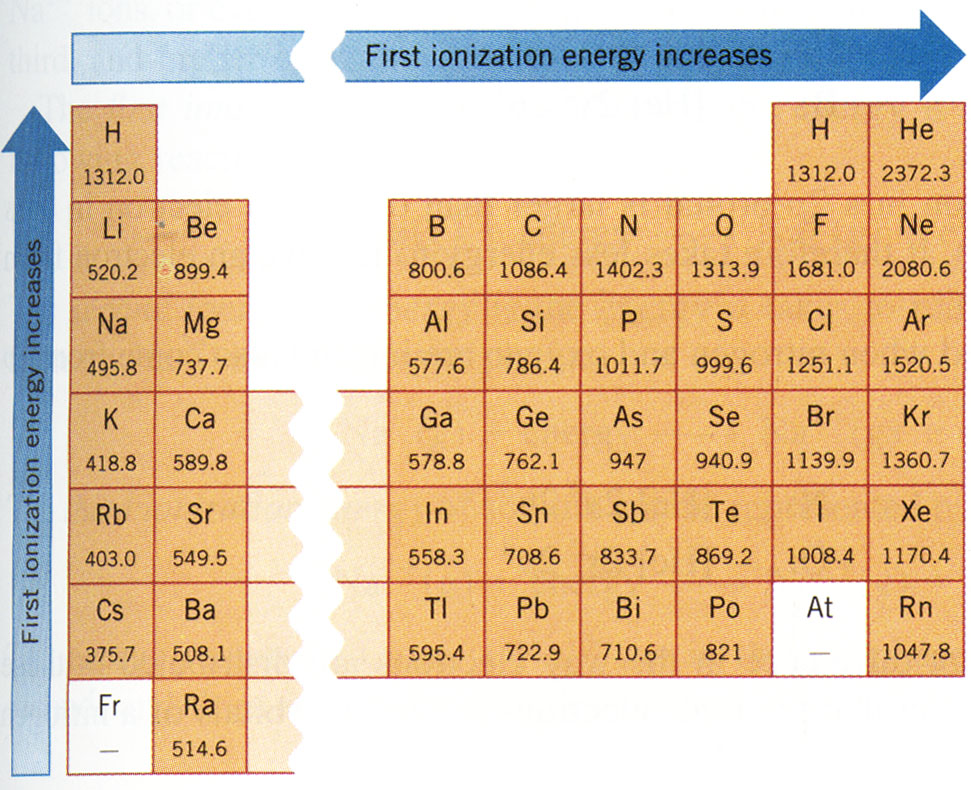 First ionization energy increases
First ionization energy increases
H H He
1312.0 1312.0 2372.3
Li Be B C N O F Ne
520.2 899.4 800.6 1086.4 1402.3 1313.9 1681.0 2080.6
Na Mg Al Si P S Cl Ar
495.8 737.7 577.6 786.4 1011.7 999.6 1251.1 1520.5
K Ca Ga Ge As Se Br Kr
418.8 589.8 578.8 762.1 947 940.9 1139.9 1360.7
Rb Sr In Sn Sb Te I Xe
403.0 549.5 558.3 708.6 833.7 869.2 1008.4 1170.4
Cs Ba Tl Pb Bi Po At Rn
375.7 508.1 595.4 722.9 710.6 821 — 1047.8
Fr Ra
— 514.6